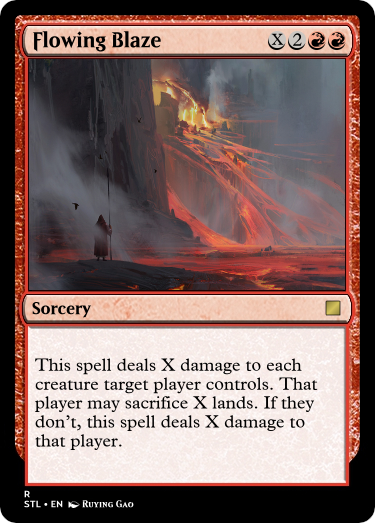 Flowing Blaze X 2
Sorcery
This spell deals X damage to each
creature target player controls. That
player may sacrifice X lands. If they
don't, this spell deals X damage to
that player.
R
STL • EN Ruying Gao